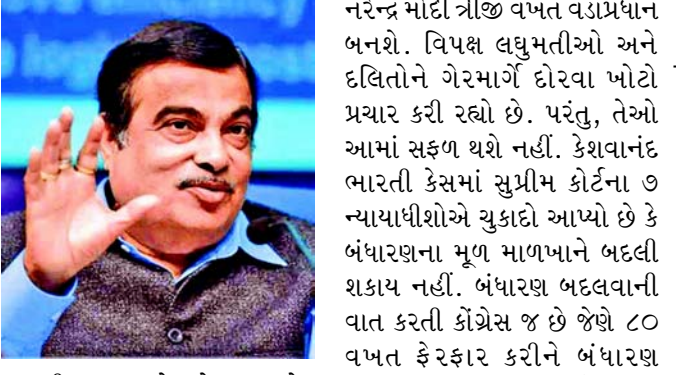 નરેન્દ્ર મોદી ત્રીજી વખત વડાપ્રધાન
બનશે. વિપક્ષ લઘુમતીઓ અને
દલિતોને ગેરમાર્ગે દોરવા ખોટો
પ્રચાર કરી રહ્યો છે. પરંતુ, તેઓ
આમાં સફળ થશે નહીં. કેશવાનંદ
ભારતી કેસમાં સુપ્રીમ કોર્ટના ૭
ન્યાયાધીશોએ ચુકાદો આપ્યો છે કે
બંધારણના મૂળ માળખાને બદલી
શકાય નહીં. બંધારણ બદલવાની
વાત કરતી કોંગ્રેસ જ છે જેણે ૮૦
વખત ફેરફાર કરીને બંધારણ